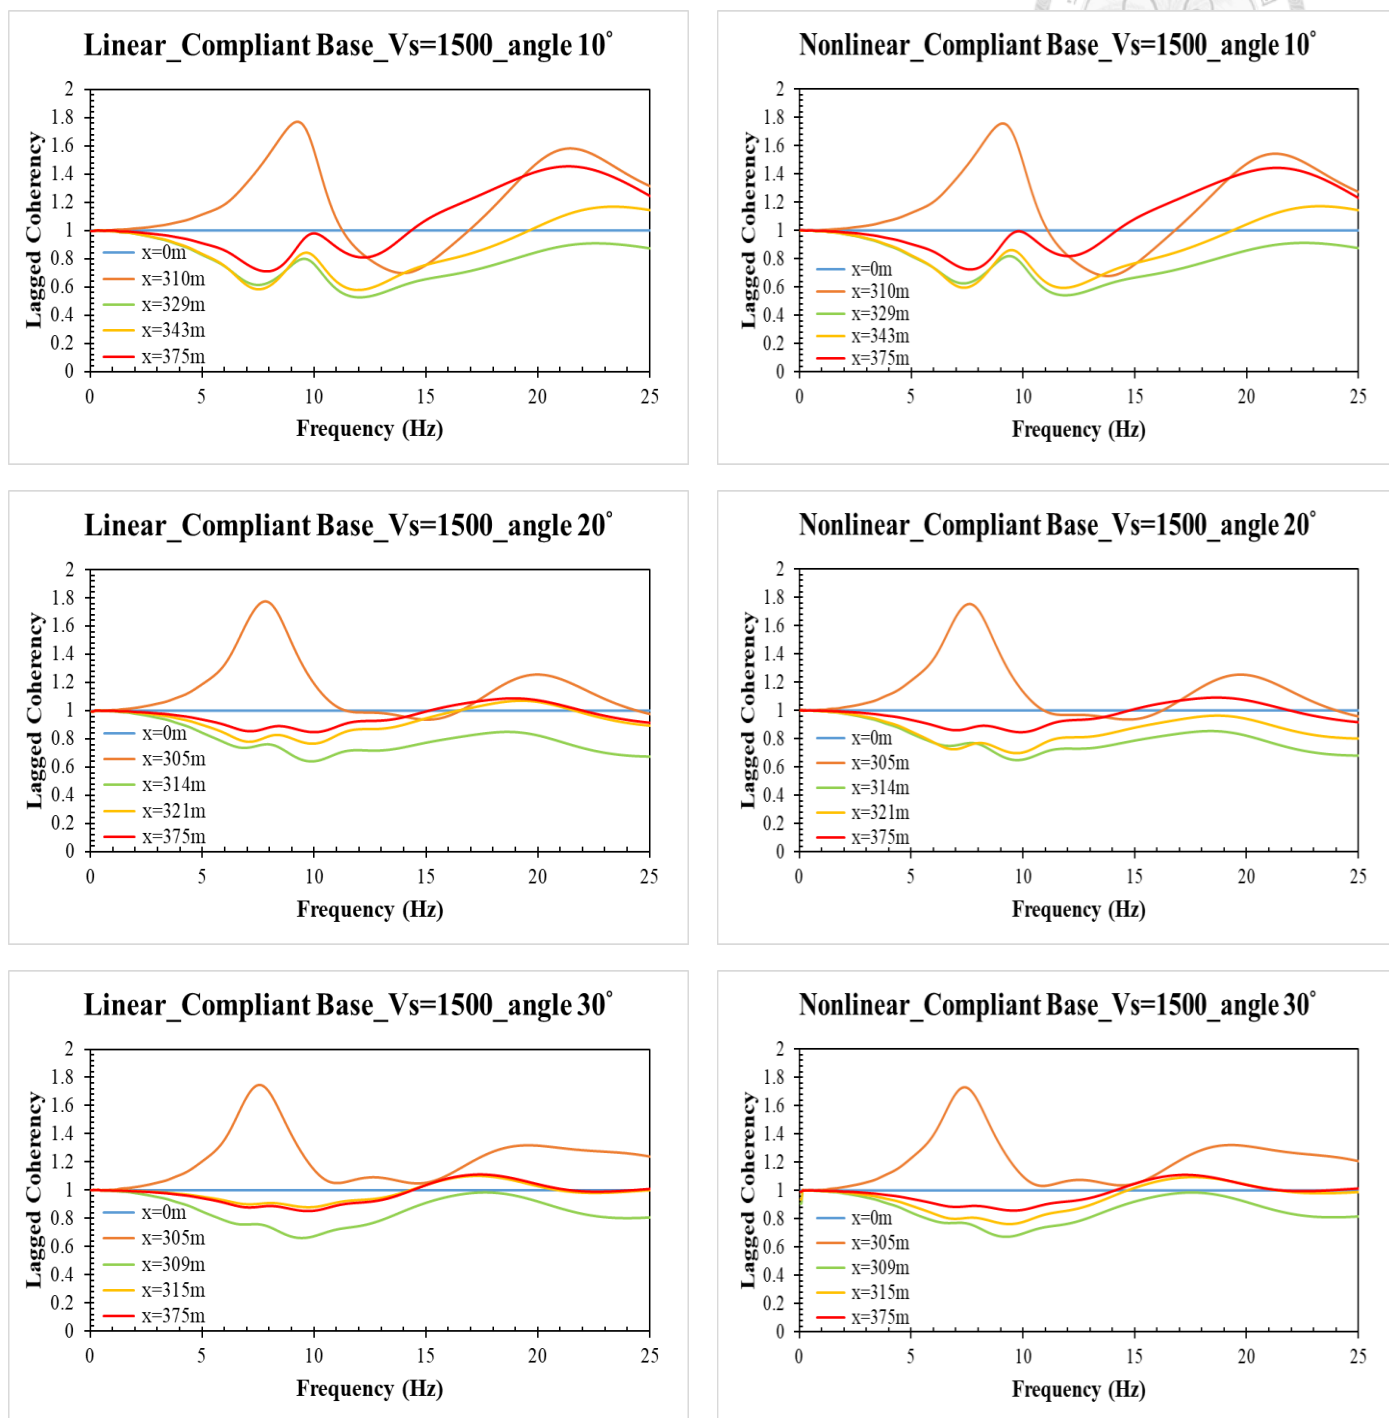 Linear_Compliant Base_Vs=1500_angle 10°
Lagged Coherency
2
1.8
1.6
1.4
1.2
1
0.8
0.6
0.4
0.2
0
x=0m
x=310m
x=329m
x=343m
x=375m
0 5 10 15 20 25
Frequency (Hz)
Nonlinear_Compliant Base_Vs=1500_angle 10°
Lagged Coherency
2
1.8
1.6
1.4
1.2
1
0.8
0.6
0.4
0.2
0
x=0m
x=310m
x=329m
x=343m
x=375m
0 5 10 15 20 25
Frequency (Hz)
Linear_Compliant Base_Vs=1500_angle 20°
Lagged Coherency
2
1.8
1.6
1.4
1.2
1
0.8
0.6
0.4
0.2
0
x=0m
x=305m
x=314m
x=321m
x=375m
0 5 10 15 20 25
Frequency (Hz)
Nonlinear_Compliant Base_Vs=1500_angle 20°
Lagged Coherency
2
1.8
1.6
1.4
1.2
1
0.8
0.6
0.4
0.2
0
x=0m
x=305m
x=314m
x=321m
x=375m
0 5 10 15 20 25
Frequency (Hz)
Linear_Compliant Base_Vs=1500_angle 30°
Lagged Coherency
2
1.8
1.6
1.4
1.2
1
0.8
0.6
0.4
0.2
0
x=0m
x=305m
x=309m
x=315m
x=375m
0 5 10 15 20 25
Frequency (Hz)
Nonlinear_Compliant Base_Vs=1500_angle 30°
Lagged Coherency
2
1.8
1.6
1.4
1.2
1
0.8
0.6
0.4
0.2
0
x=0m
x=305m
x=309m
x=315m
x=375m
0 5 10 15 20 25
Frequency (Hz)